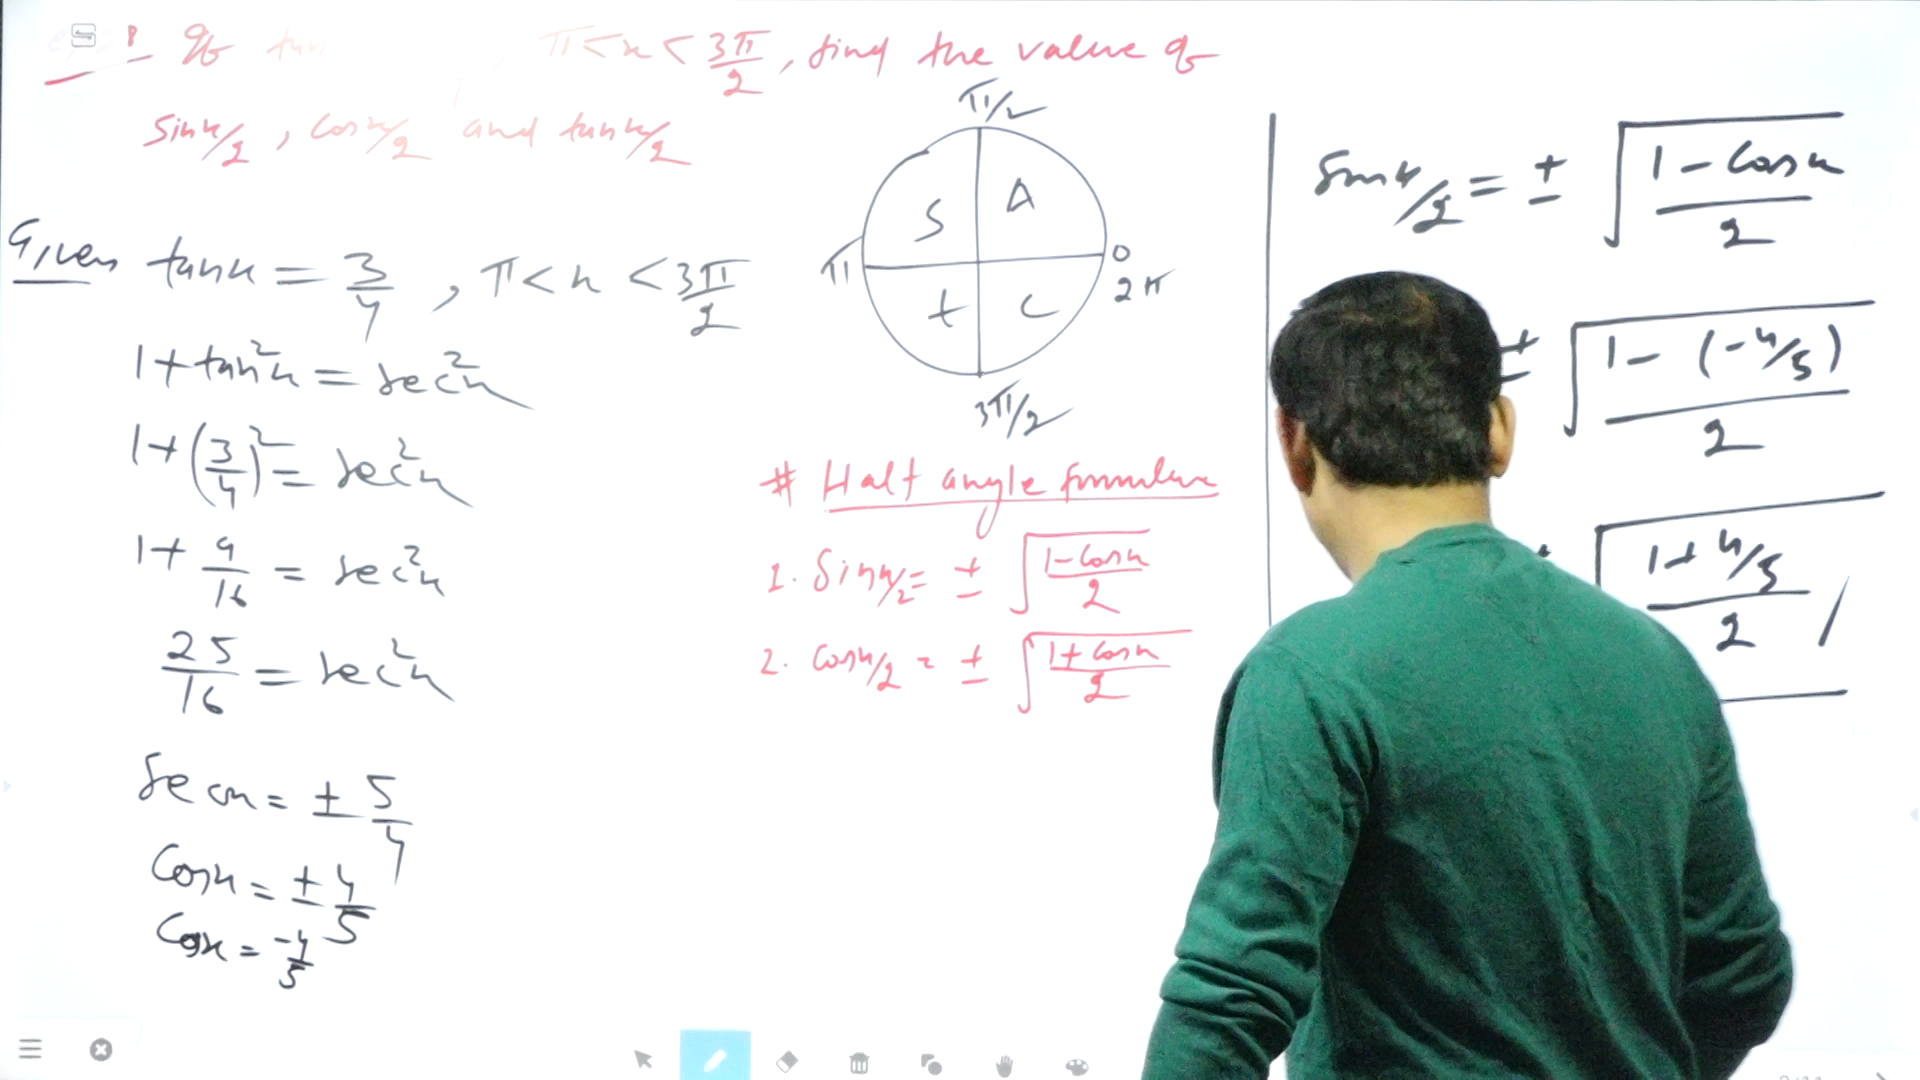 If tan π < x < 3π/2, find the value of
sin x/2, cos x/2 and tan x/2
Given tan x = 3/4, π < x < 3π/2
1 + tan²x = sec²x
1 + (3/4)² = sec²x
1 + 9/16 = sec²x
25/16 = sec²x
sec x = ± 5/4
Cos x = ± 4/5
Cos x = -4/5
π/2
S A
π 0
2π
t C
3π/2
# Half angle formulae
1. Sin x/2 = ± √((1 - Cos x)/2)
2. Cos x/2 = ± √((1 + Cos x)/2)
Sin x/2 = ± √((1 - Cos x)/2)
± √((1 - (-4/5))/2)
√((1 + 4/5)/2) /